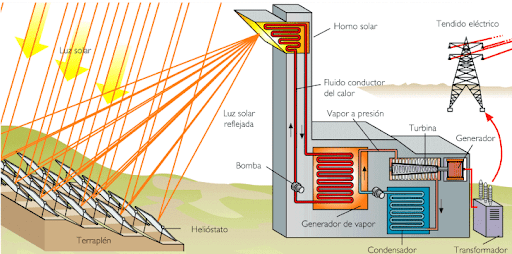 Luz solar
Horno solar
Tendido eléctrico
Fluido conductor
del calor
Luz solar
reflejada
Vapor a presión
Turbina
Generador
Bomba
Helióstato
Terraplén
Generador de vapor
Condensador
Transformador